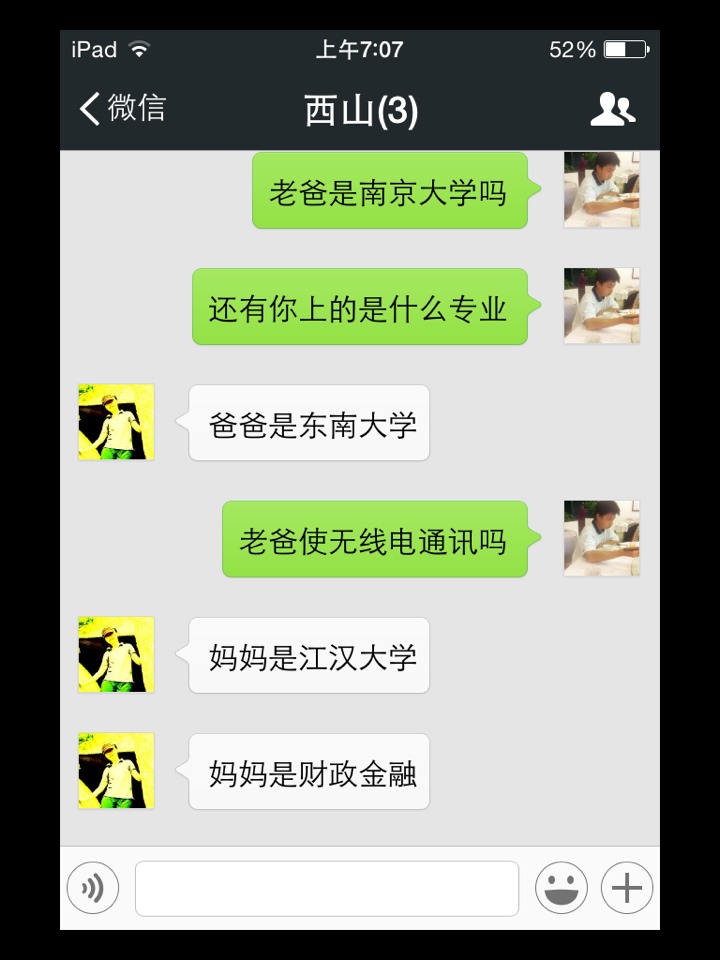 iPad 上午7:07 52%
微信 西山(3)
老爸是南京大学吗
还有你上的是什么专业
爸爸是东南大学
老爸使无线电通讯吗
妈妈是江汉大学
妈妈是财政金融